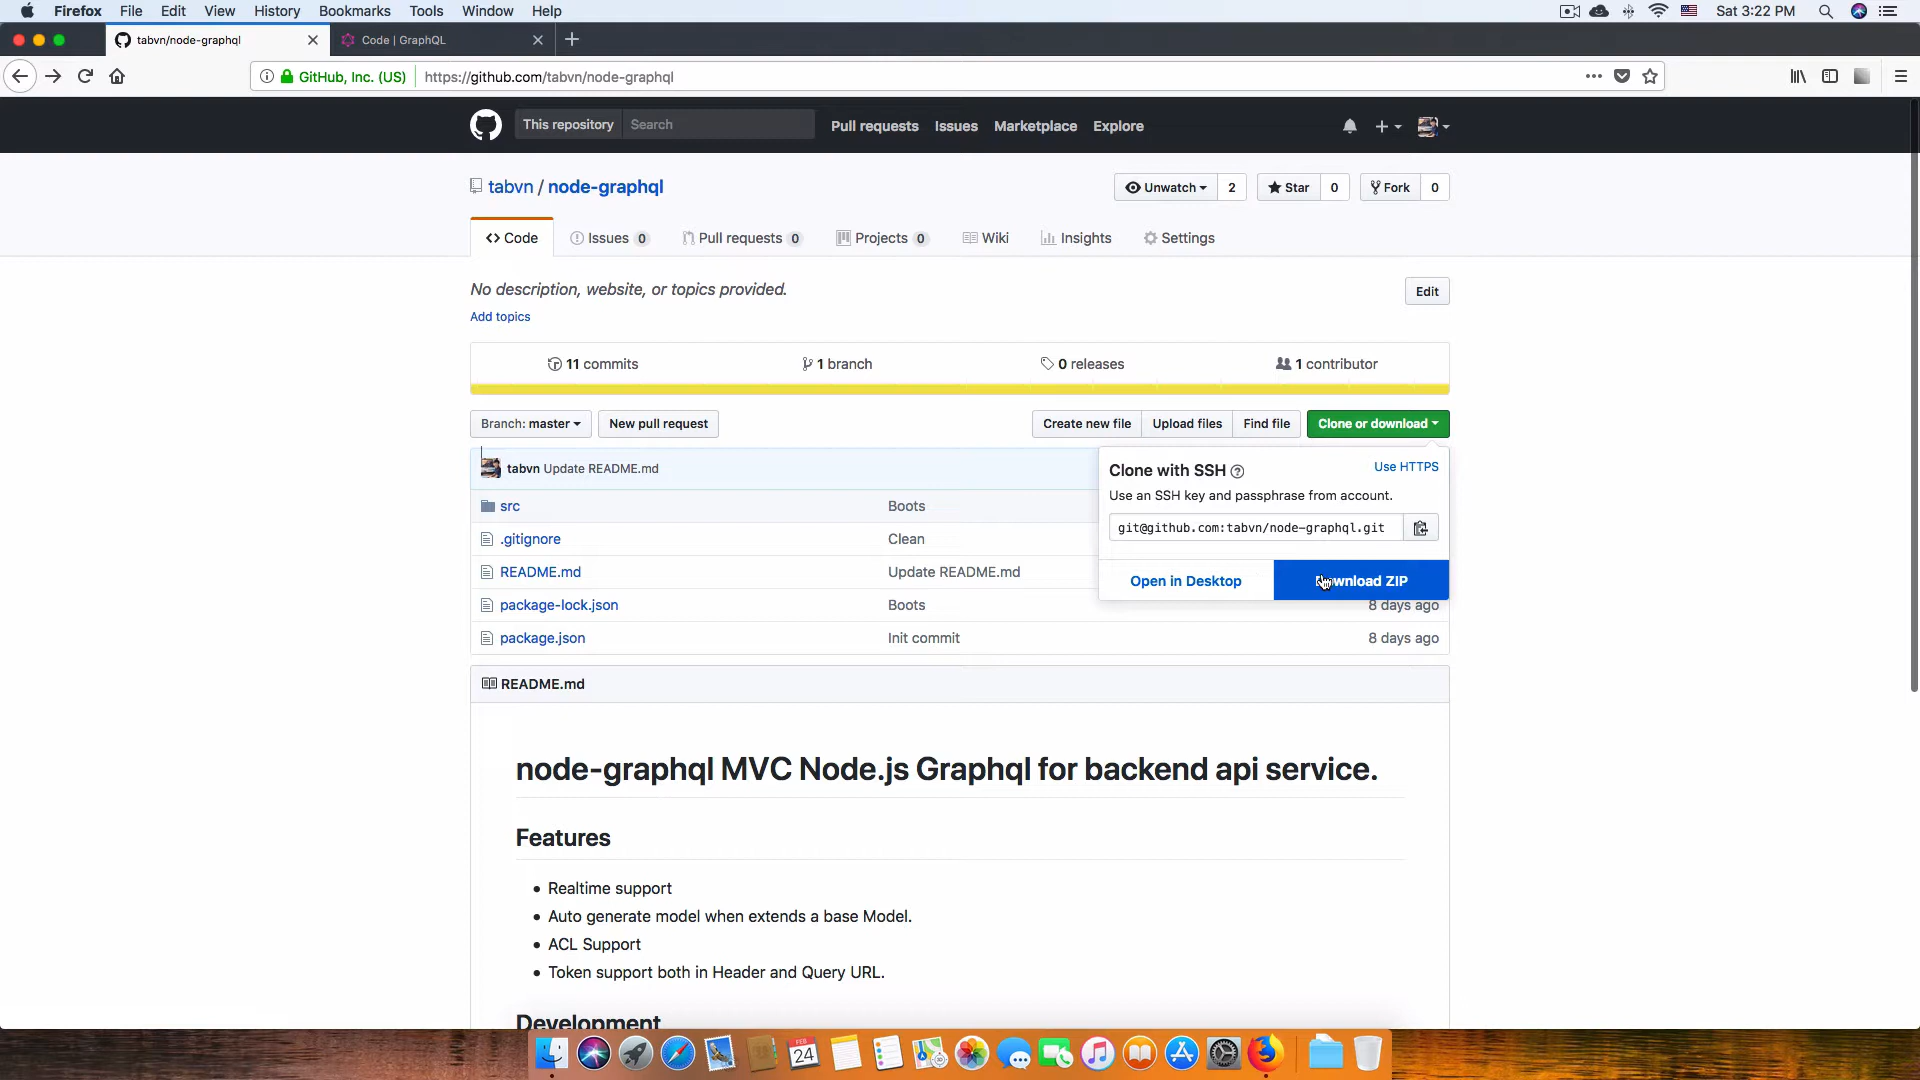 Firefox File Edit View History Bookmarks Tools Window Help Sat 3:22 PM
tabvn/node-graphql Code | GraphQL
GitHub, Inc. (US) https://github.com/tabvn/node-graphql
This repository Search Pull requests Issues Marketplace Explore
tabvn / node-graphql Unwatch 2 Star 0 Fork 0
Code Issues 0 Pull requests 0 Projects 0 Wiki Insights Settings
No description, website, or topics provided. Edit
Add topics
11 commits 1 branch 0 releases 1 contributor
Branch: master New pull request Create new file Upload files Find file Clone or download
tabvn Update README.md
Clone with SSH Use HTTPS
Use an SSH key and passphrase from account.
git@github.com:tabvn/node-graphql.git
Open in Desktop Download ZIP
src Boots
.gitignore Clean
README.md Update README.md
package-lock.json Boots 8 days ago
package.json Init commit 8 days ago
README.md
node-graphql MVC Node.js Graphql for backend api service.
Features
• Realtime support
• Auto generate model when extends a base Model.
• ACL Support
• Token support both in Header and Query URL.
Development
FEB
24